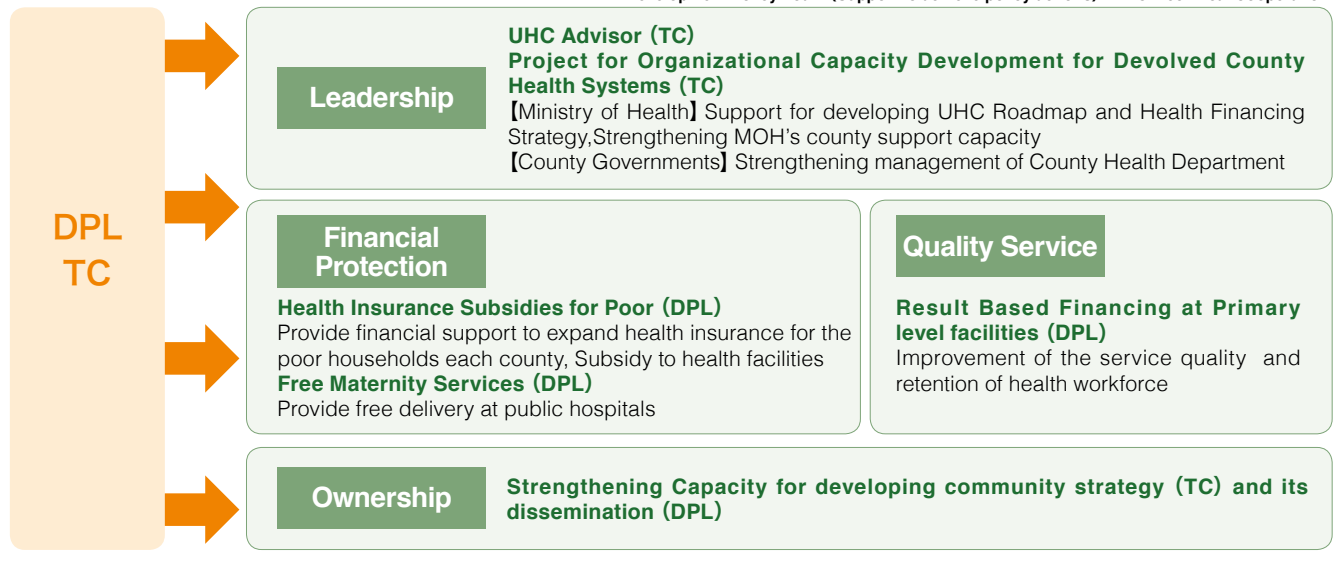 DPL
TC
Leadership
UHC Advisor (TC)
Project for Organizational Capacity Development for Devolved County
Health Systems (TC)
【Ministry of Health】 Support for developing UHC Roadmap and Health Financing
Strategy,Strengthening MOH's county support capacity
【County Governments】 Strengthening management of County Health Department
Financial
Protection
Health Insurance Subsidies for Poor (DPL)
Provide financial support to expand health insurance for the
poor households each county, Subsidy to health facilities
Free Maternity Services (DPL)
Provide free delivery at public hospitals
Quality Service
Result Based Financing at Primary
level facilities (DPL)
Improvement of the service quality and
retention of health workforce
Ownership
Strengthening Capacity for developing community strategy (TC) and its
dissemination (DPL)